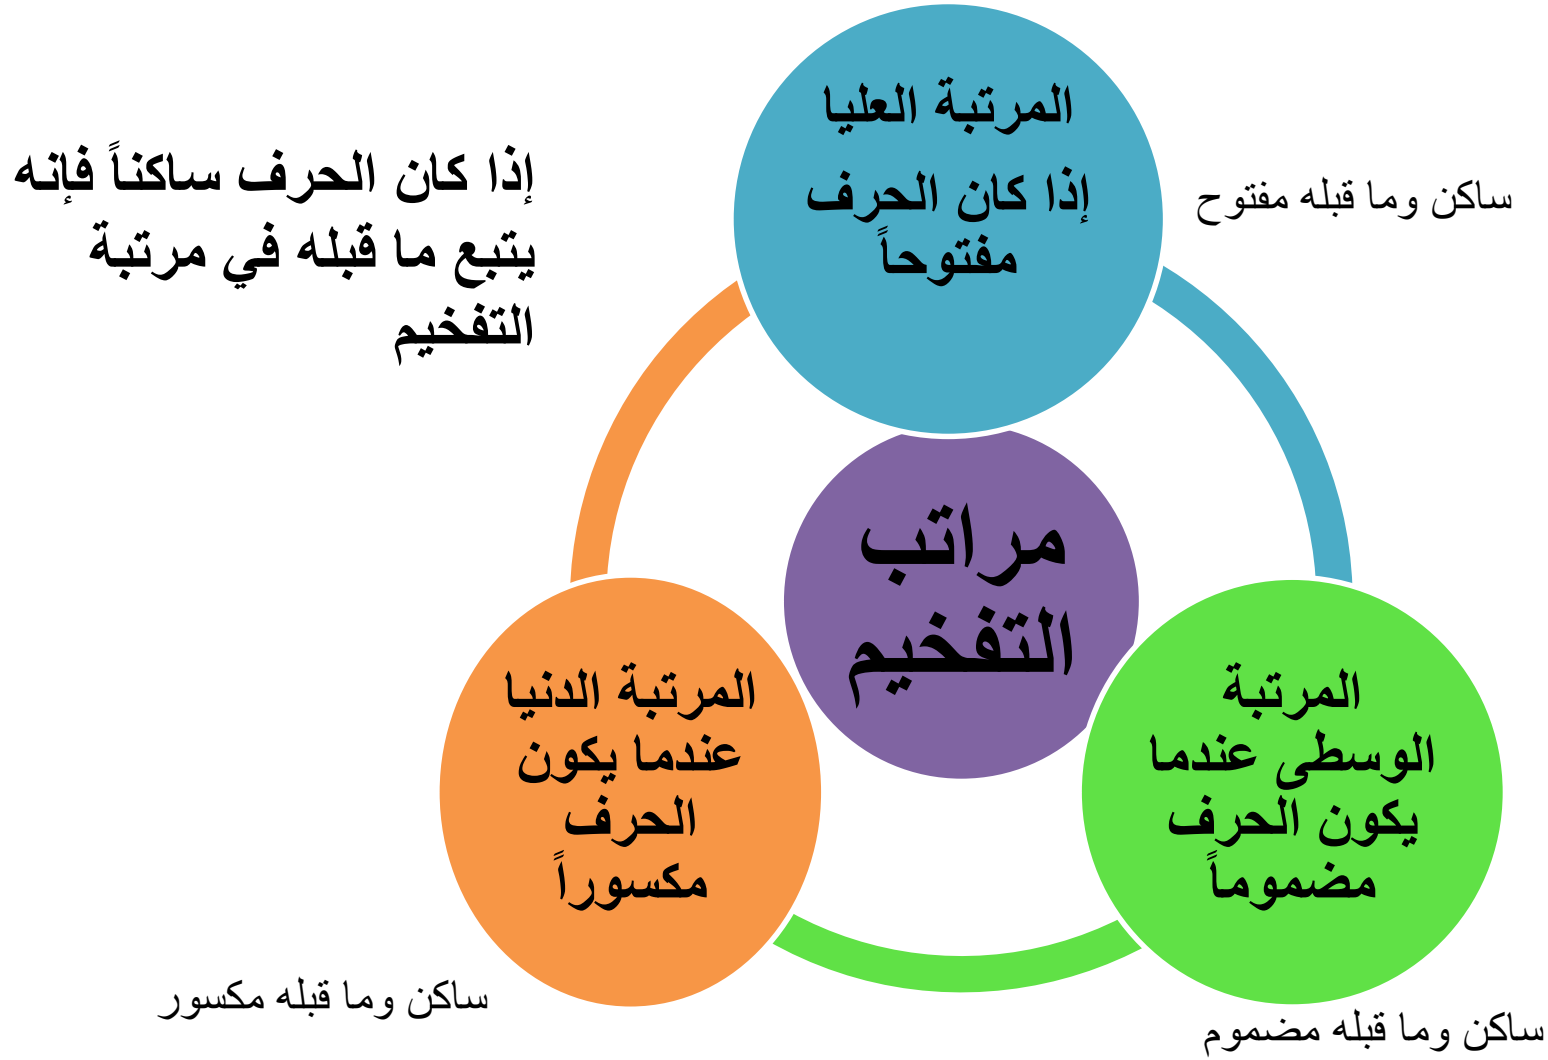 المرتبة العليا
إذا كان الحرف
مفتوحاً
ساكن وما قبله مفتوح
إذا كان الحرف ساكناً فإنه
يتبع ما قبله في مرتبة
التفخيم
مراتب
التفخيم
المرتبة
الوسطى عندما
يكون الحرف
مضموماً
ساكن وما قبله مضموم
المرتبة الدنيا
عندما يكون
الحرف
مكسوراً
ساكن وما قبله مكسور